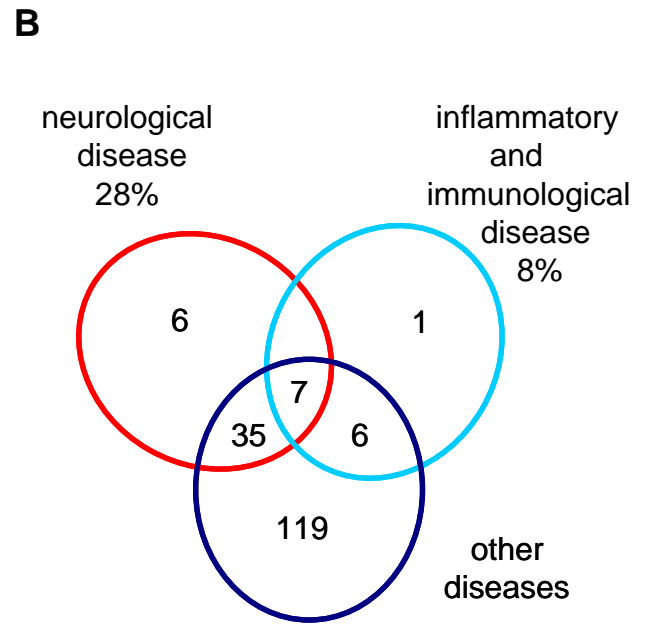 B
neurological
disease
28%
inflammatory
and
immunological
disease
8%
6
1
7
35
6
119
other
diseases